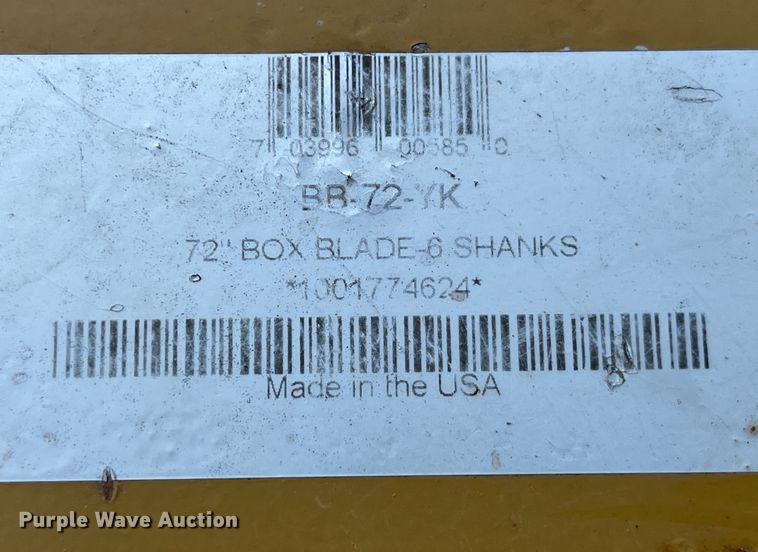 7 03996 00585 0
BB-72-YK
72" BOX BLADE-6 SHANKS
*1001774624*
Made in the USA
Purple Wave Auction